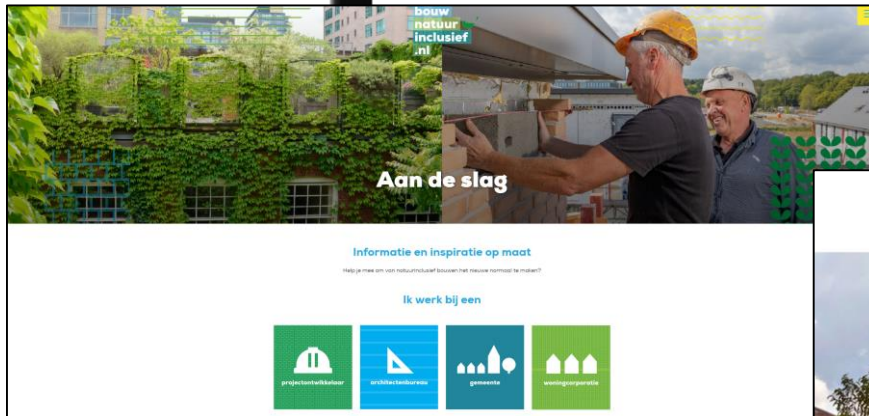 bouw
natuur
inclusief
.nl
Aan de slag
Informatie en inspiratie op maat
Help je mee om van natuurinclusief bouwen het nieuwe normaal te maken?
Ik werk bij een
projectontwikkelaar
architectenbureau
gemeente
woningcorporatie